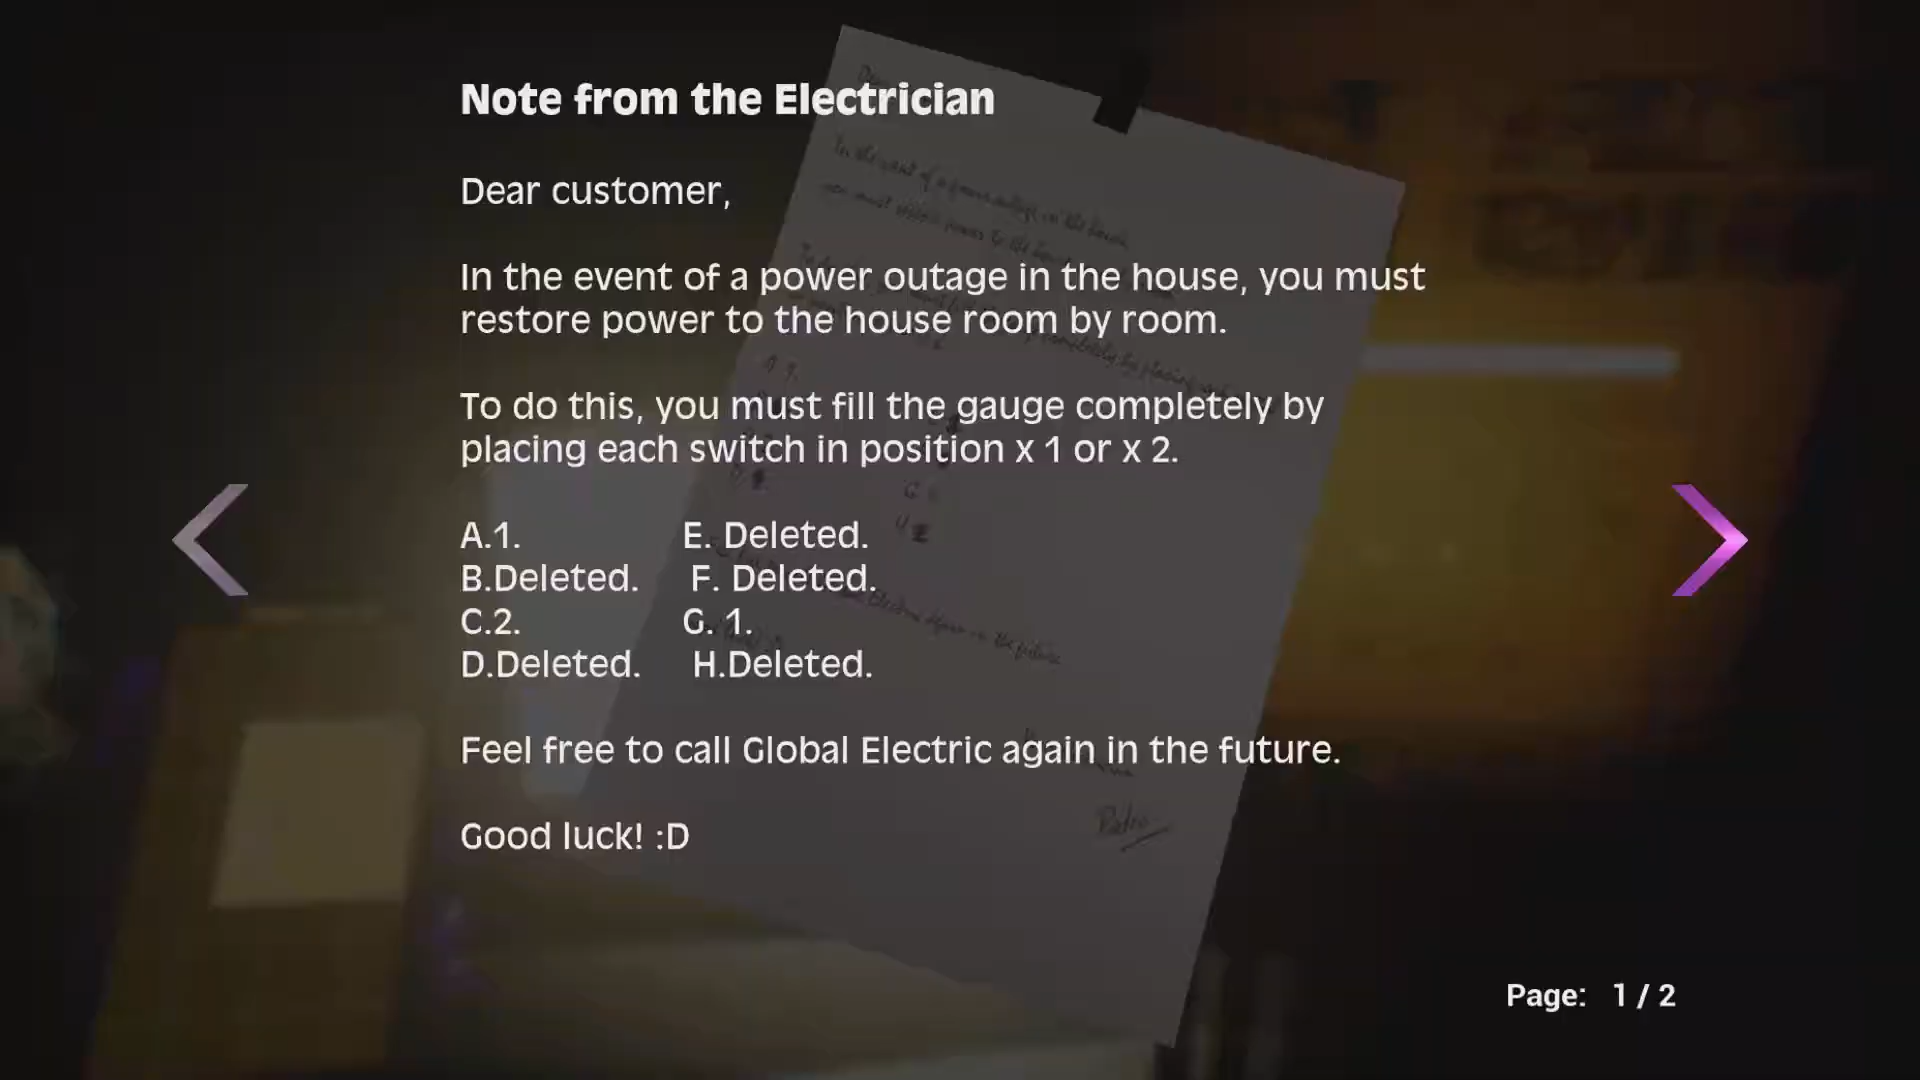 Note from the Electrician
Dear customer,
In the event of a power outage in the house, you must
restore power to the house room by room.
To do this, you must fill the gauge completely by
placing each switch in position x 1 or x 2.
A.1. E. Deleted.
B.Deleted. F. Deleted.
C.2. G. 1.
D.Deleted. H.Deleted.
Feel free to call Global Electric again in the future.
Good luck! :D
Page: 1 / 2